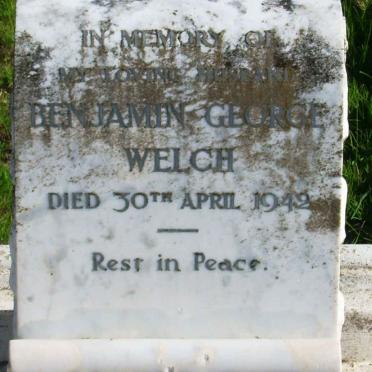 IN MEMORY OF
MY LOVING HUSBAND
BENJAMIN GEORGE
WELCH
DIED 30TH APRIL 1942
Rest in Peace.